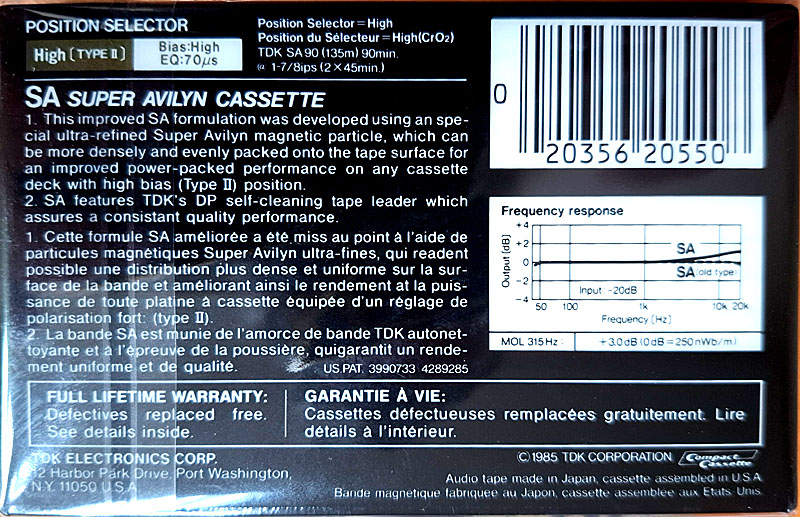 POSITION SELECTOR
High [TYPE II]
Bias:High
EQ:70µs
Position Selector=High
Position du Sélecteur=High(CrO₂)
TDK SA90 (135m) 90min.
@ 1-7/8ips (2×45min.)
SA SUPER AVILYN CASSETTE
1. This improved SA formulation was developed using an spe-
cial ultra-refined Super Avilyn magnetic particle, which can
be more densely and evenly packed onto the tape surface for
an improved power-packed performance on any cassette
deck with high bias (Type II) position.
2. SA features TDK's DP self-cleaning tape leader which
assures a consistant quality performance.
1. Cette formule SA améliorée a été miss au point à l'aide de
particules magnétiques Super Avilyn ultra-fines, qui readent
possible une distribution plus dense et uniforme sur la sur-
face de la bande et améliorant ainsi le rendement at la puis-
sance de toute platine à cassette équipée d'un réglage de
polarisation fort: (type II).
2. La bande SA est munie de l'amorce de bande TDK autonet-
toyante et à l'épreuve de la poussière, quigarantit un rende-
ment uniforme et de qualité.
US.PAT. 3990733 4289285
0 20356 20550
Frequency response
Output [dB]
+4
+2
0
−2
−4
SA
SA (old type)
Input: -20dB
50 100 1k 10k 20k
Frequency [Hz]
MOL 315Hz: +3.0dB (0dB=250nWb/m)
FULL LIFETIME WARRANTY:
Defectives replaced free.
See details inside.
GARANTIE À VIE:
Cassettes défectueuses remplacées gratuitement. Lire
détails à l'intérieur.
TDK ELECTRONICS CORP.
12 Harbor Park Drive, Port Washington,
N.Y. 11050 U.S.A.
©1985 TDK CORPORATION
Compact Cassette
Audio tape made in Japan, cassette assembled in U.S.A.
Bande magnetique fabriquee au Japon, cassette assemblee aux Etats Unis